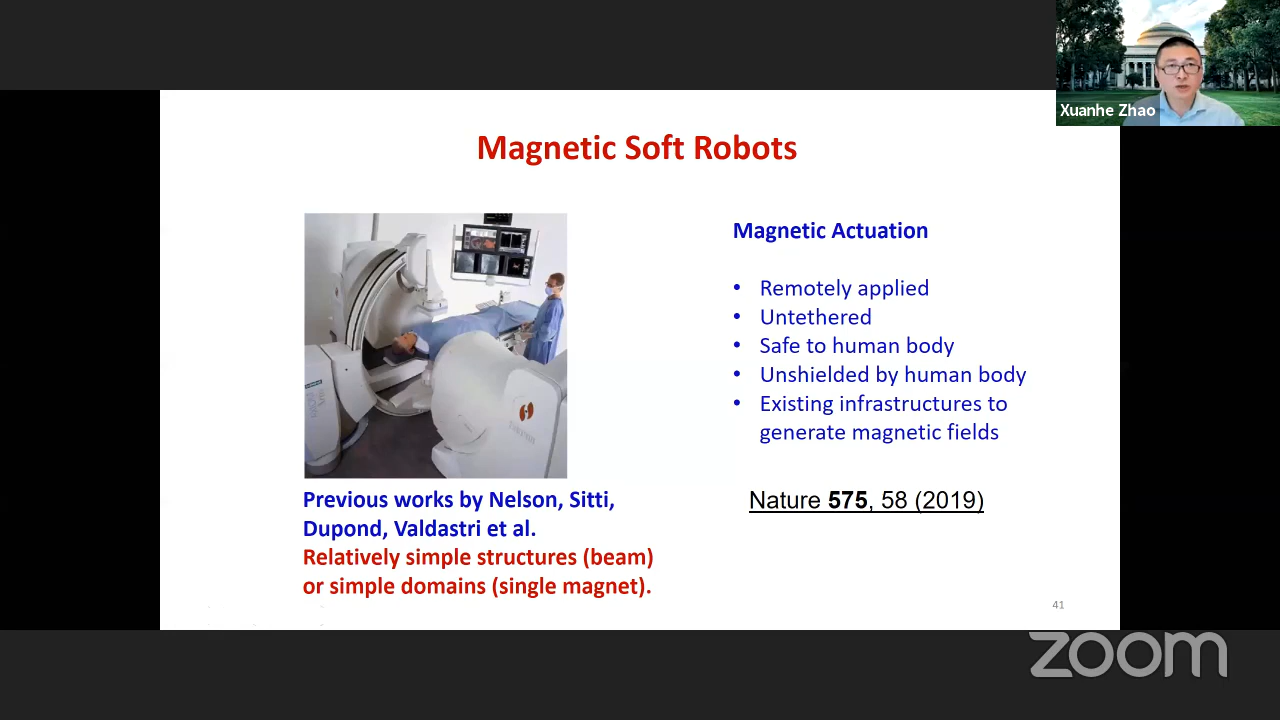 Xuanhe Zhao
Magnetic Soft Robots
Magnetic Actuation
• Remotely applied
• Untethered
• Safe to human body
• Unshielded by human body
• Existing infrastructures to
generate magnetic fields
Previous works by Nelson, Sitti,
Dupond, Valdastri et al.
Relatively simple structures (beam)
or simple domains (single magnet).
Nature 575, 58 (2019)
41
zoom